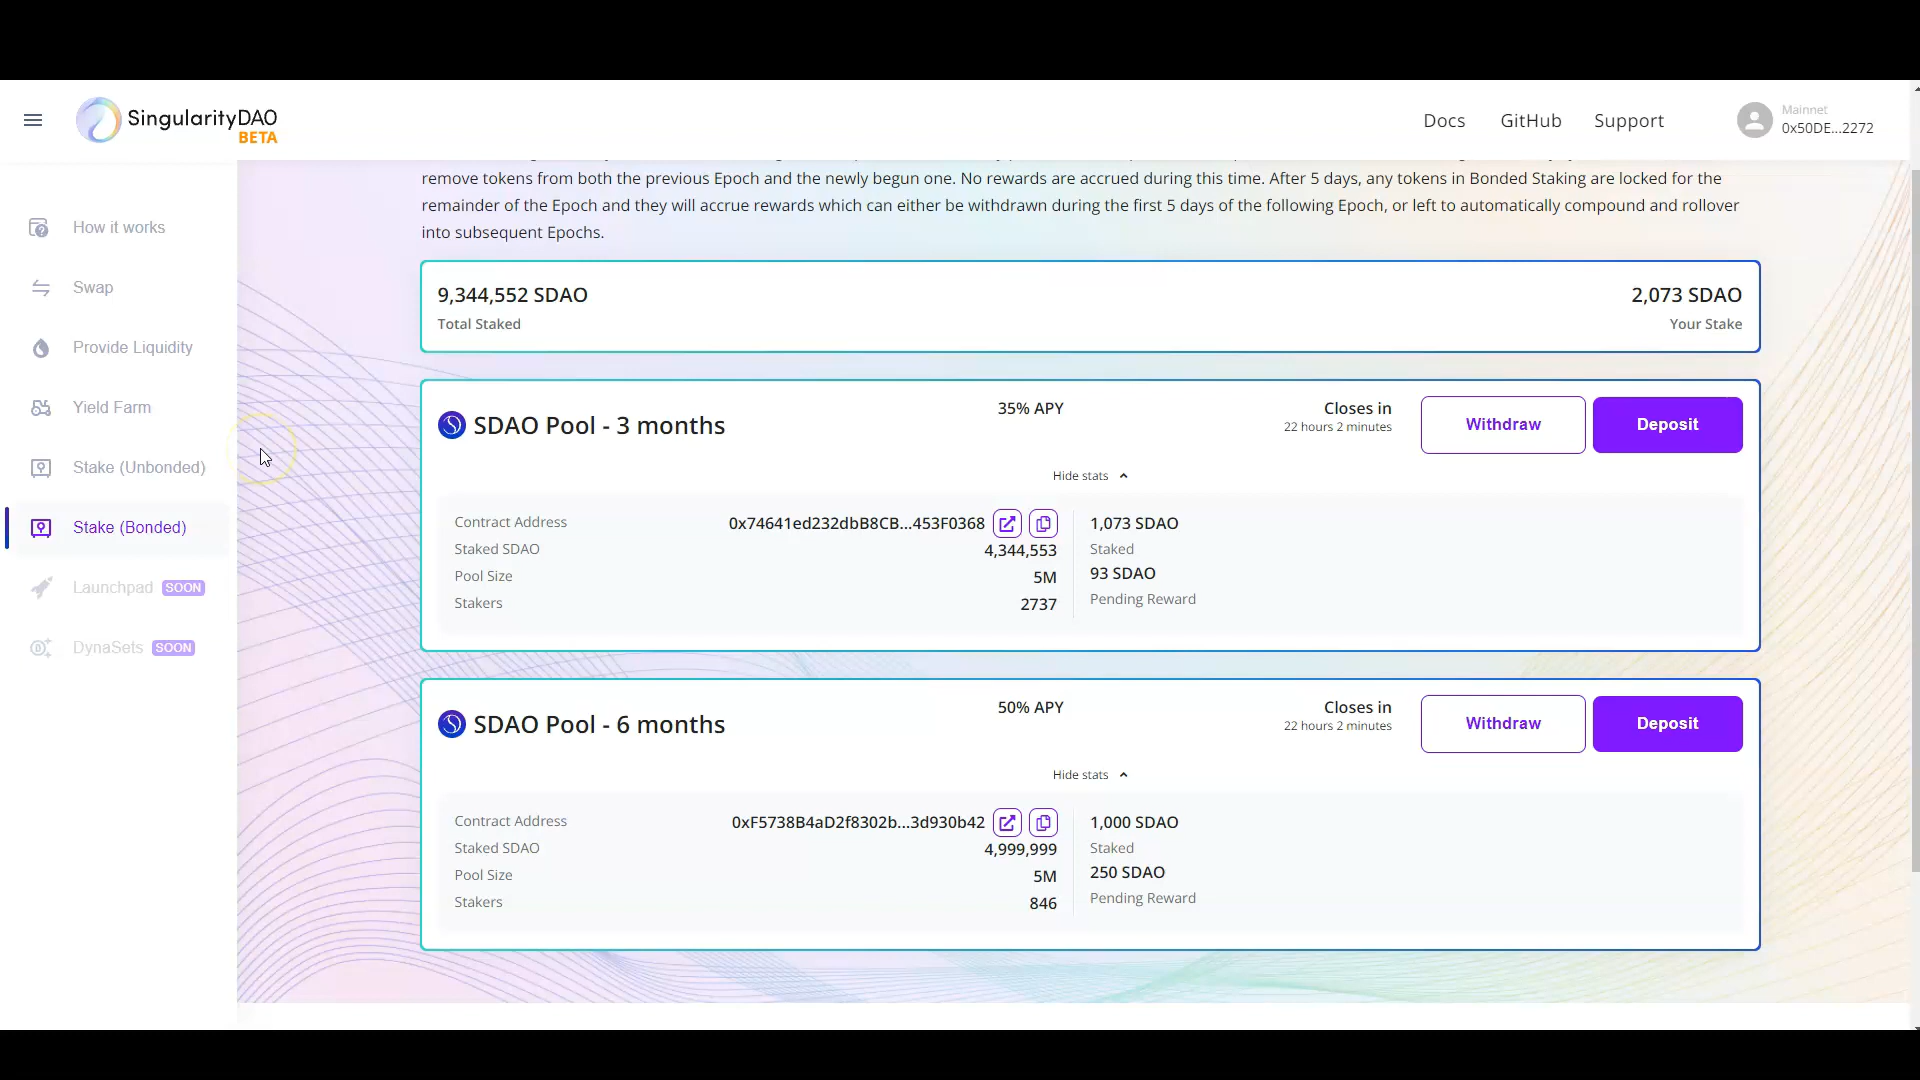 SingularityDAO
BETA
Docs
GitHub
Support
Mainnet
0x50DE...2272
How it works
Swap
Provide Liquidity
Yield Farm
Stake (Unbonded)
Stake (Bonded)
Launchpad SOON
DynaSets SOON
remove tokens from both the previous Epoch and the newly begun one. No rewards are accrued during this time. After 5 days, any tokens in Bonded Staking are locked for the
remainder of the Epoch and they will accrue rewards which can either be withdrawn during the first 5 days of the following Epoch, or left to automatically compound and rollover
into subsequent Epochs.
9,344,552 SDAO
Total Staked
2,073 SDAO
Your Stake
SDAO Pool - 3 months
35% APY
Closes in
22 hours 2 minutes
Withdraw
Deposit
Hide stats
Contract Address 0x74641ed232dbB8CB...453F0368
Staked SDAO 4,344,553
Pool Size 5M
Stakers 2737
1,073 SDAO
Staked
93 SDAO
Pending Reward
SDAO Pool - 6 months
50% APY
Closes in
22 hours 2 minutes
Withdraw
Deposit
Hide stats
Contract Address 0xF5738B4aD2f8302b...3d930b42
Staked SDAO 4,999,999
Pool Size 5M
Stakers 846
1,000 SDAO
Staked
250 SDAO
Pending Reward